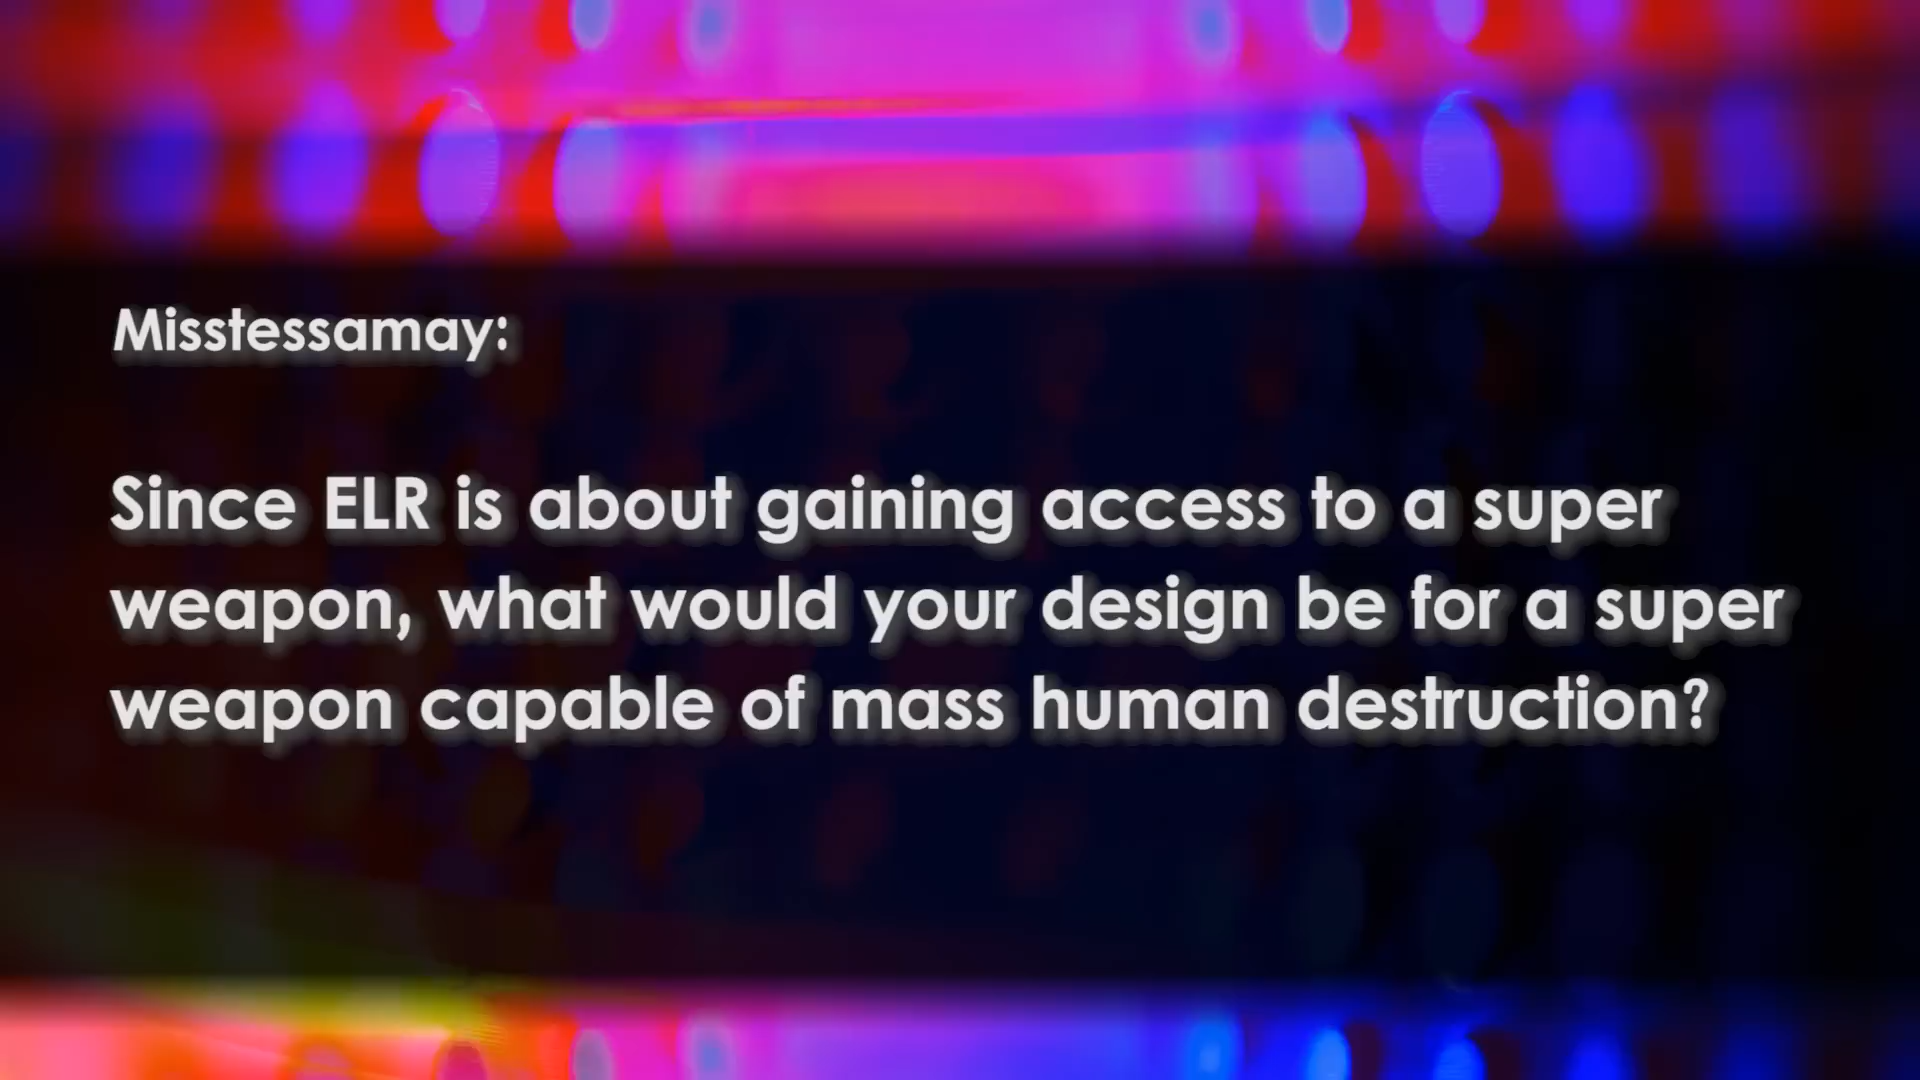 Misstessamay:
Since ELR is about gaining access to a super
weapon, what would your design be for a super
weapon capable of mass human destruction?